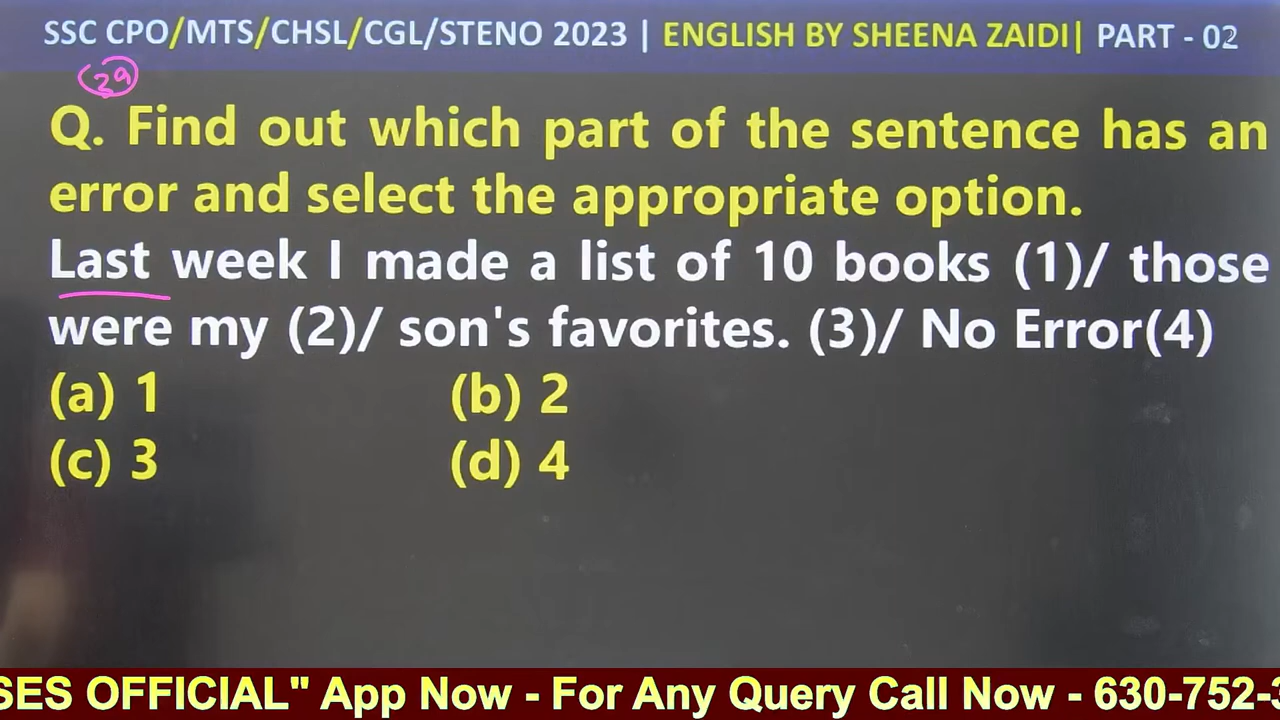 SSC CPO/MTS/CHSL/CGL/STENO 2023 | ENGLISH BY SHEENA ZAIDI| PART - 02
29
Q. Find out which part of the sentence has an
error and select the appropriate option.
Last week I made a list of 10 books (1)/ those
were my (2)/ son's favorites. (3)/ No Error(4)
(a) 1 (b) 2
(c) 3 (d) 4
SES OFFICIAL" App Now - For Any Query Call Now - 630-752-3